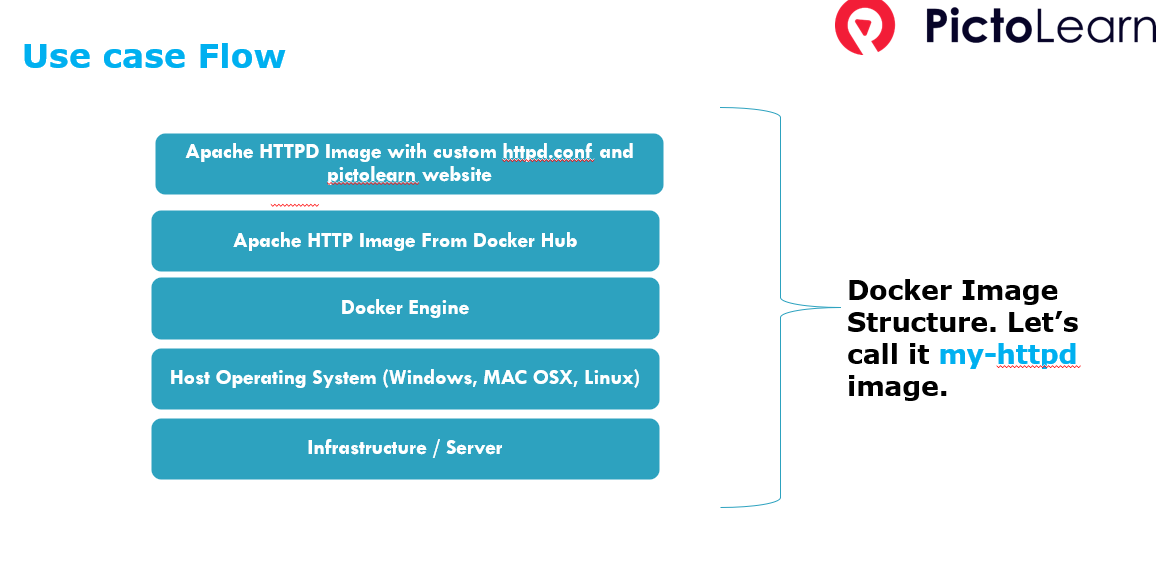 PictoLearn
Use case Flow
Apache HTTPD Image with custom httpd.conf and
pictolearn website
Apache HTTP Image From Docker Hub
Docker Engine
Host Operating System (Windows, MAC OSX, Linux)
Infrastructure / Server
Docker Image
Structure. Let’s
call it my-httpd
image.